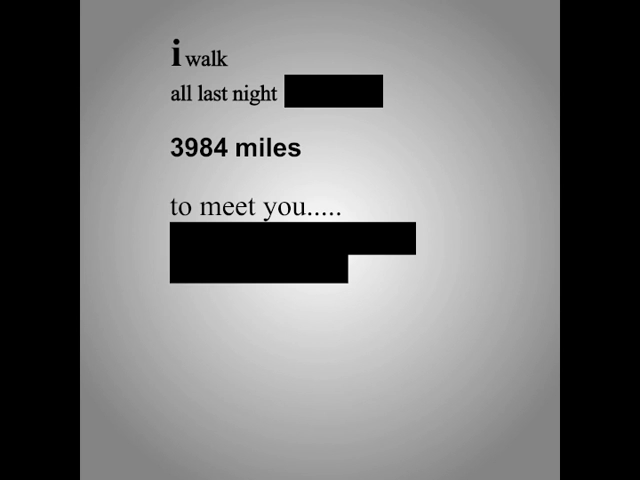 i walk
all last night
3984 miles
to meet you.....